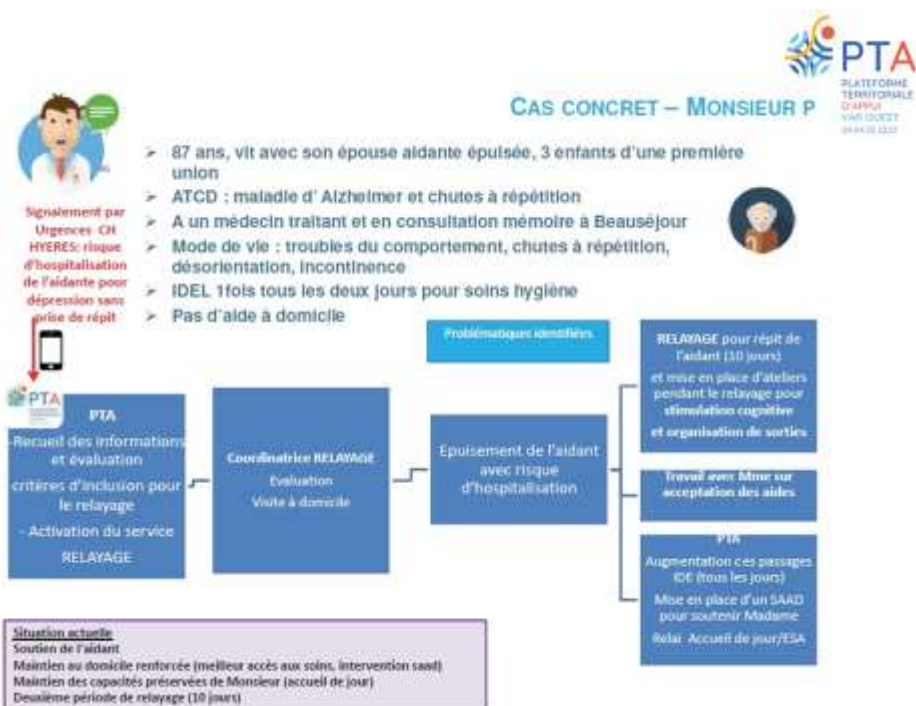 PTA
PLATEFORME
TERRITORIALE
D'APPUI
VAR OUEST
CAS CONCRET – MONSIEUR P
➢ 87 ans, vit avec son épouse aidante épuisée, 3 enfants d'une première
union
➢ ATCD : maladie d' Alzheimer et chutes à répétition
➢ A un médecin traitant et en consultation mémoire à Beauséjour
➢ Mode de vie : troubles du comportement, chutes à répétition,
désorientation, incontinence
➢ IDEL 1fois tous les deux jours pour soins hygiène
➢ Pas d'aide à domicile
Signalement par
Urgences CH
HYERES: risque
d'hospitalisation
de l'aidante pour
dépression sans
prise de répit
PTA
PTA
-Recueil des informations
et évaluation
critères d'inclusion pour
le relayage
- Activation du service
RELAYAGE
Coordinatrice RELAYAGE
Evaluation
Visite à domicile
Problématiques identifiées
Epuisement de l'aidant
avec risque
d'hospitalisation
RELAYAGE pour répit de
l'aidant (10 jours)
et mise en place d'ateliers
pendant le relayage pour
stimulation cognitive
et organisation de sorties
Travail avec Mme sur
acceptation des aides
PTA
Augmentation des passages
IDE (tous les jours)
Mise en place d'un SAAD
pour soutenir Madame
Relai Accueil de jour/ESA
Situation actuelle
Soutien de l'aidant
Maintien au domicile renforcée (meilleur accès aux soins, intervention saad)
Maintien des capacités préservées de Monsieur (accueil de jour)
Deuxième période de relayage (10 jours)